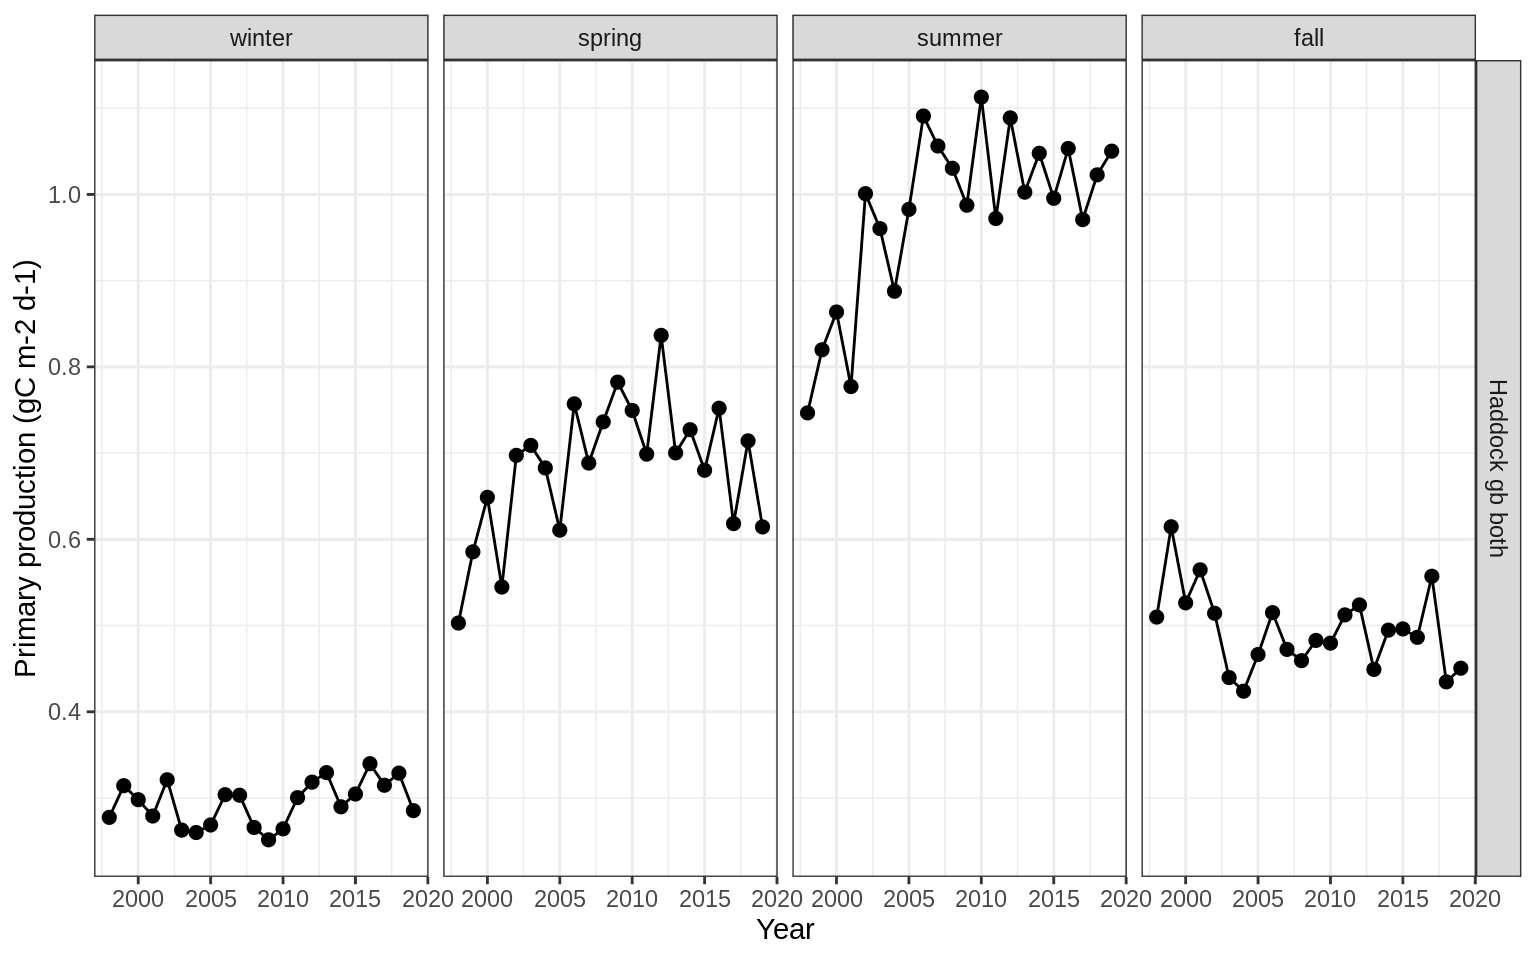 winter spring summer fall
Primary production (gC m-2 d-1)
1.0
0.8
0.6
0.4
Haddock gb both
2000 2005 2010 2015 2020 2000 2005 2010 2015 2020 2000 2005 2010 2015 2020 2000 2005 2010 2015 2020
Year